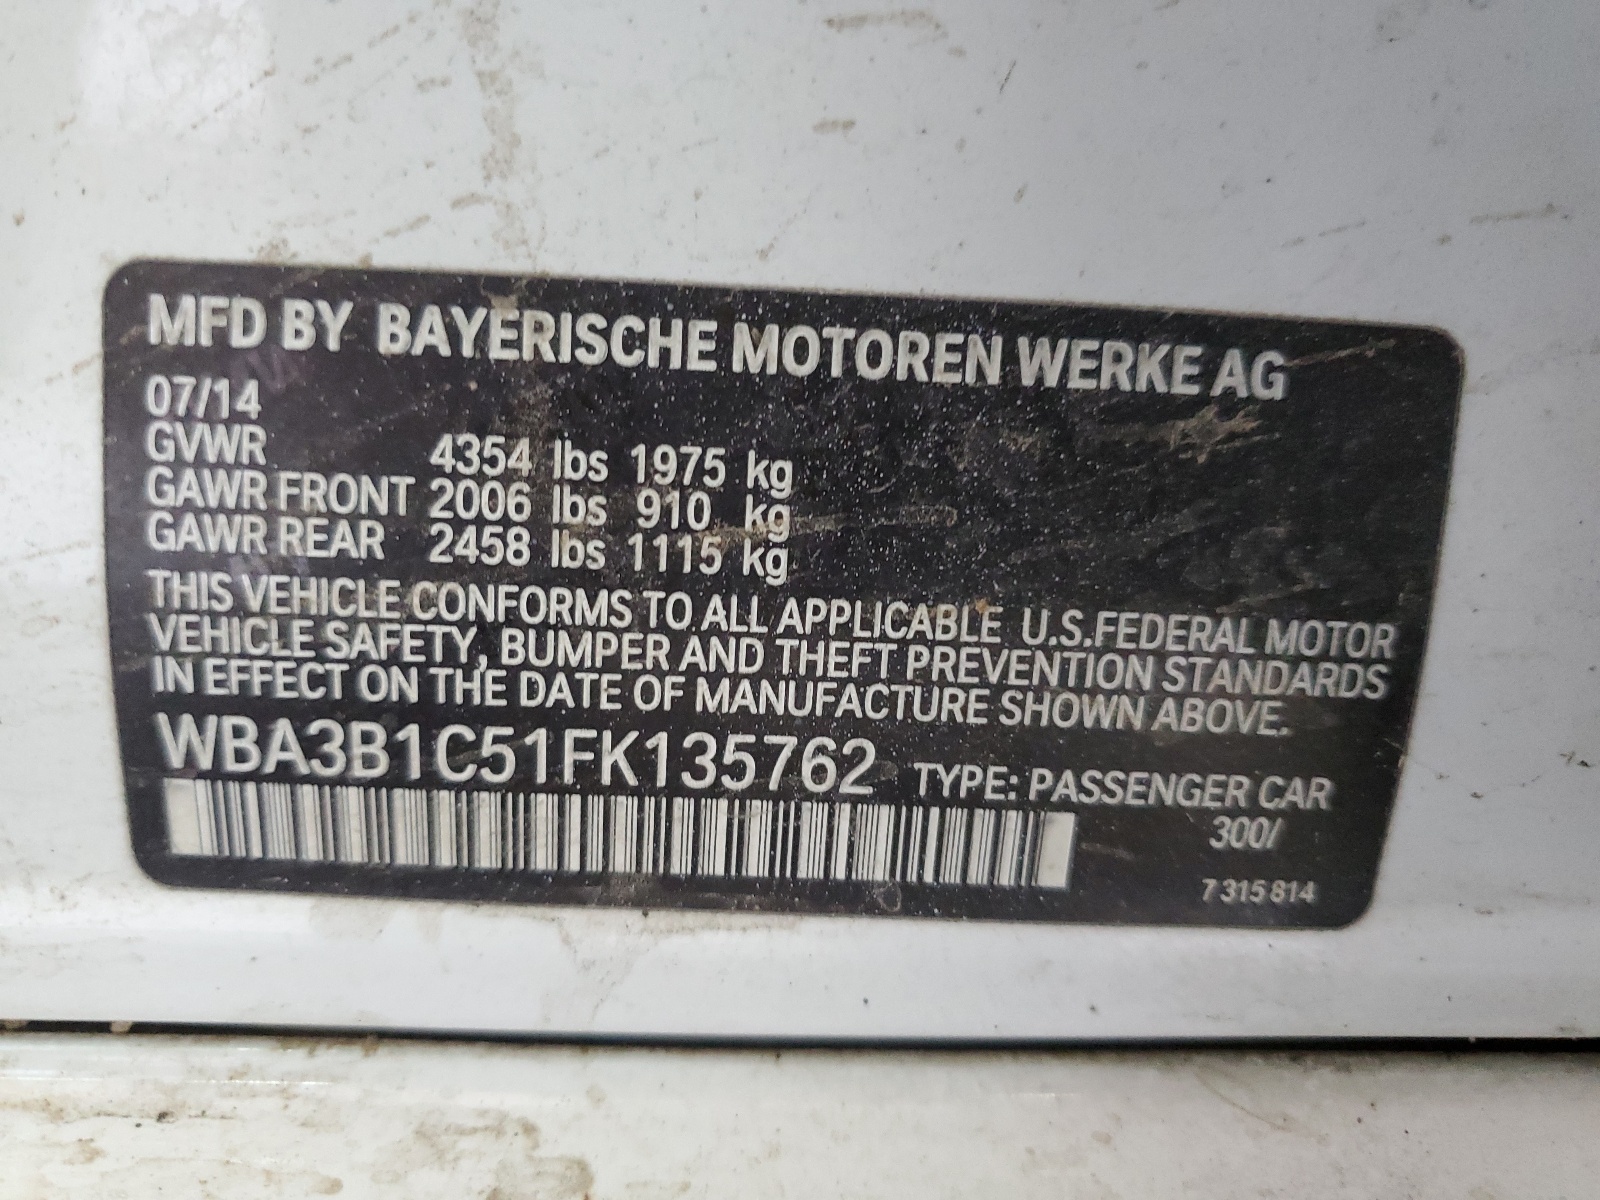 MFD BY BAYERISCHE MOTOREN WERKE AG
07/14
GVWR 4354 lbs 1975 kg
GAWR FRONT 2006 lbs 910 kg
GAWR REAR 2458 lbs 1115 kg
THIS VEHICLE CONFORMS TO ALL APPLICABLE U.S.FEDERAL MOTOR
VEHICLE SAFETY, BUMPER AND THEFT PREVENTION STANDARDS
IN EFFECT ON THE DATE OF MANUFACTURE SHOWN ABOVE.
WBA3B1C51FK135762 TYPE: PASSENGER CAR
300/
7 315 814